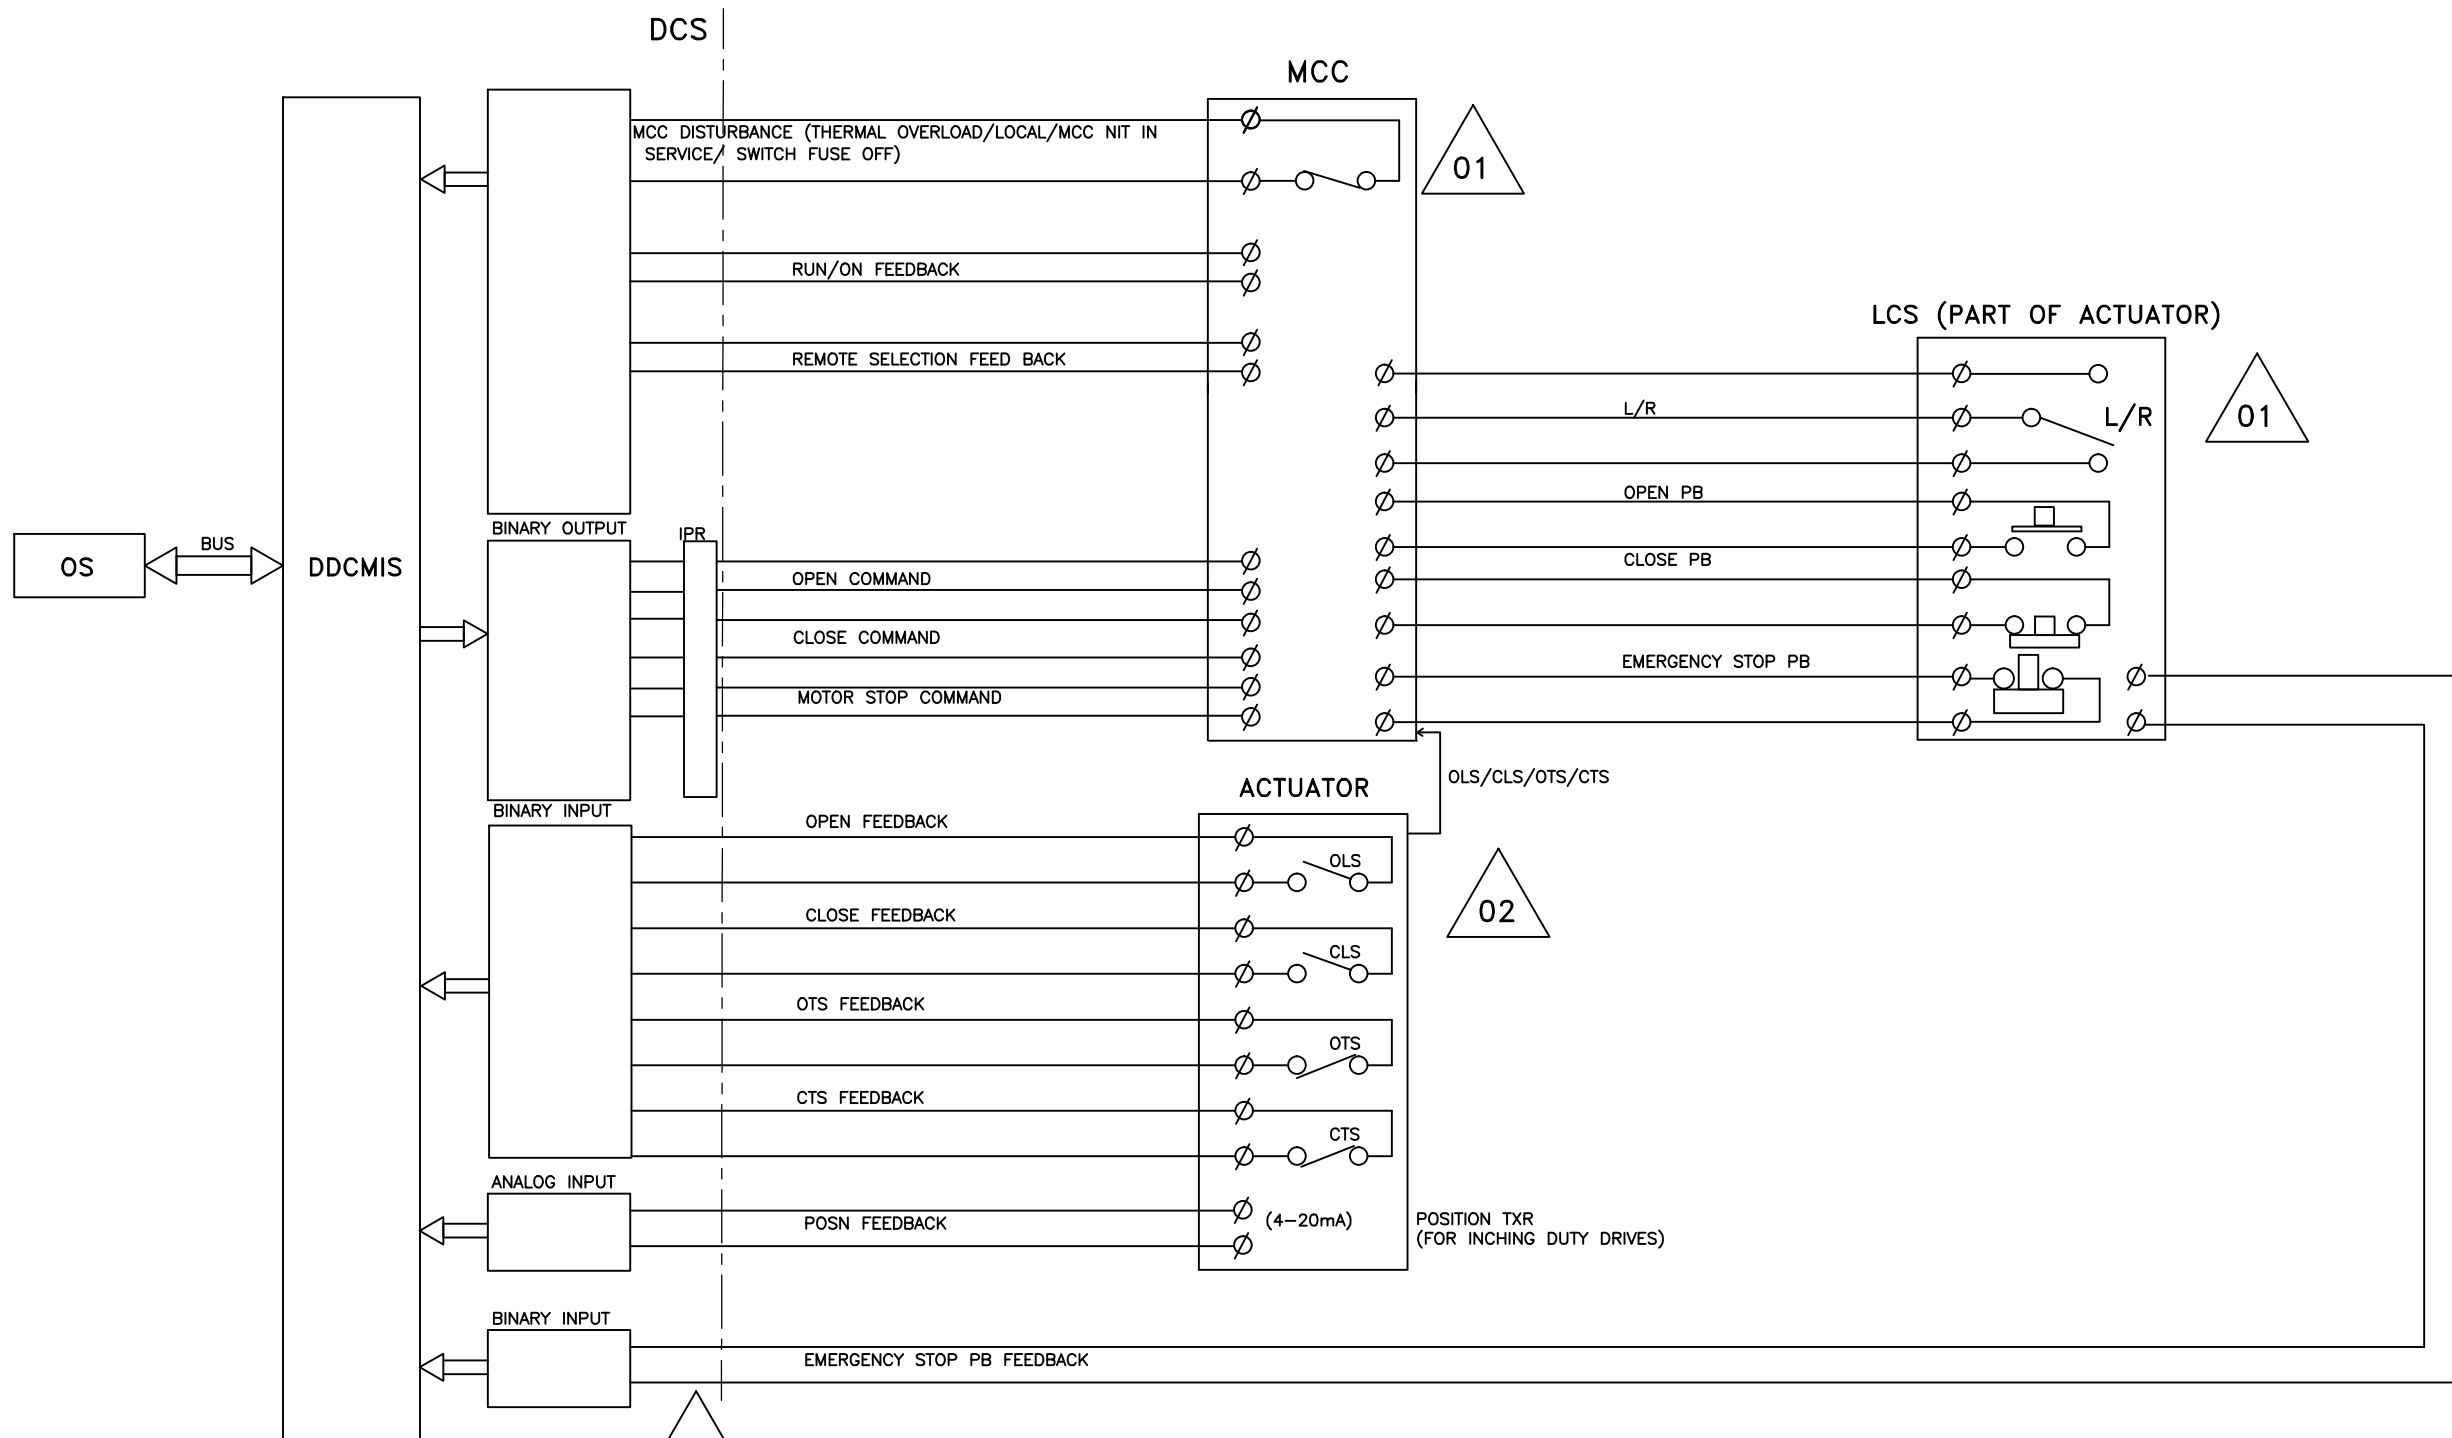 DCS
MCC
MCC DISTURBANCE (THERMAL OVERLOAD/LOCAL/MCC NIT IN
SERVICE/ SWITCH FUSE OFF)
01
RUN/ON FEEDBACK
LCS (PART OF ACTUATOR)
REMOTE SELECTION FEED BACK
L/R
L/R
01
OPEN PB
BINARY OUTPUT
IPR
BUS
OS
DDCMIS
CLOSE PB
OPEN COMMAND
CLOSE COMMAND
EMERGENCY STOP PB
MOTOR STOP COMMAND
OLS/CLS/OTS/CTS
ACTUATOR
BINARY INPUT
OPEN FEEDBACK
OLS
CLOSE FEEDBACK
02
CLS
OTS FEEDBACK
OTS
CTS FEEDBACK
CTS
ANALOG INPUT
POSN FEEDBACK
(4-20mA)
POSITION TXR
(FOR INCHING DUTY DRIVES)
BINARY INPUT
EMERGENCY STOP PB FEEDBACK